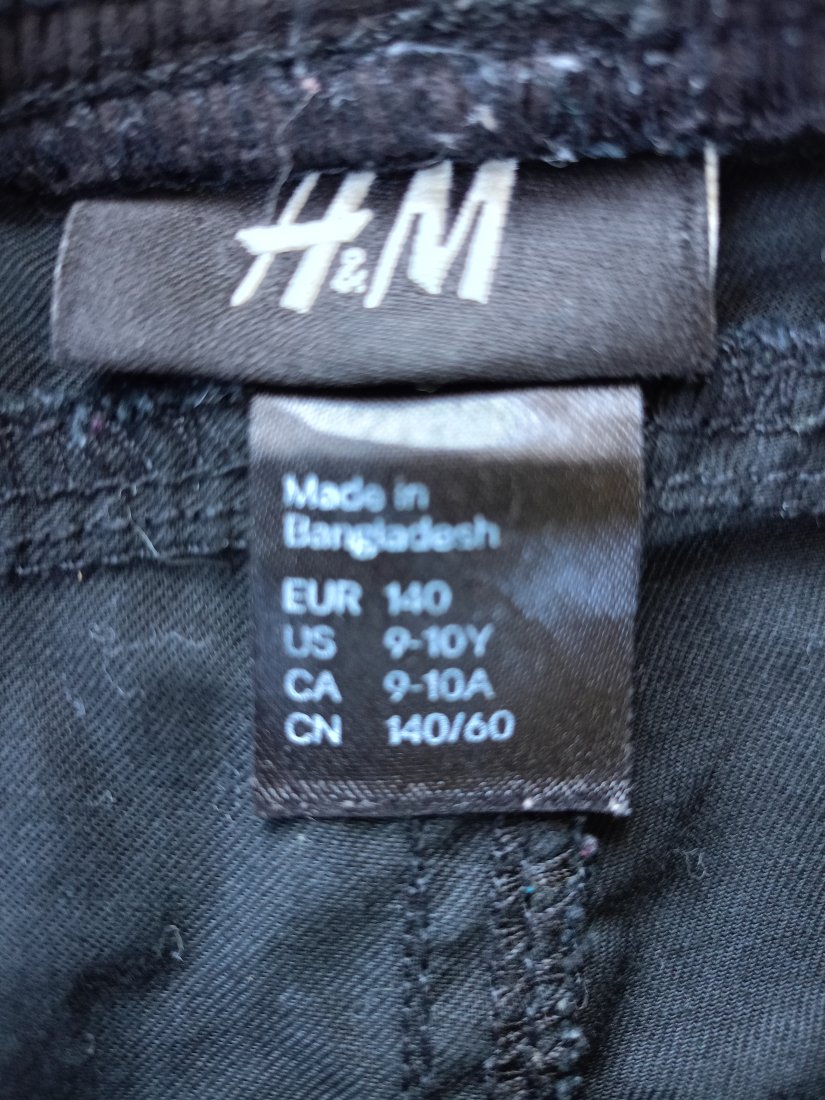 H&M
Made in
Bangladesh
EUR 140
US 9-10Y
CA 9-10A
CN 140/60